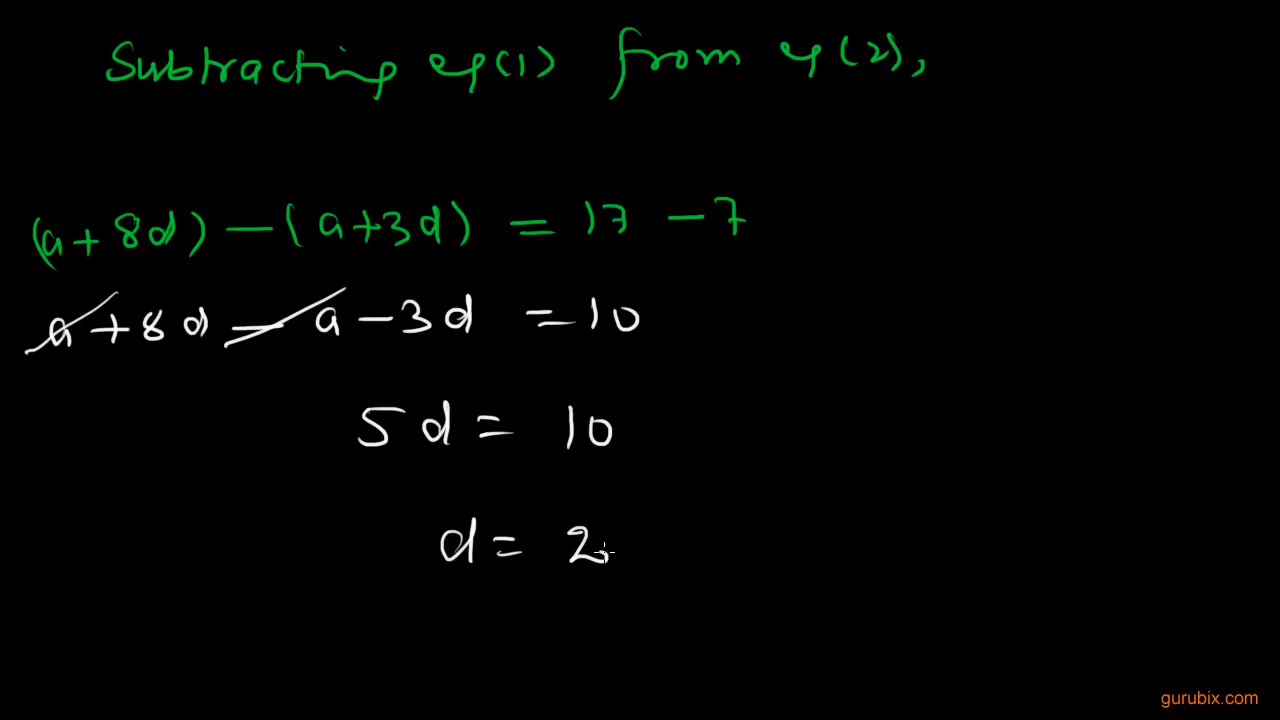 Subtracting eq(1) from eq(2),
(a + 8d) - (a+3d) = 17 - 7
a + 8d - a - 3d = 10
5d = 10
d = 2
gurubix.com